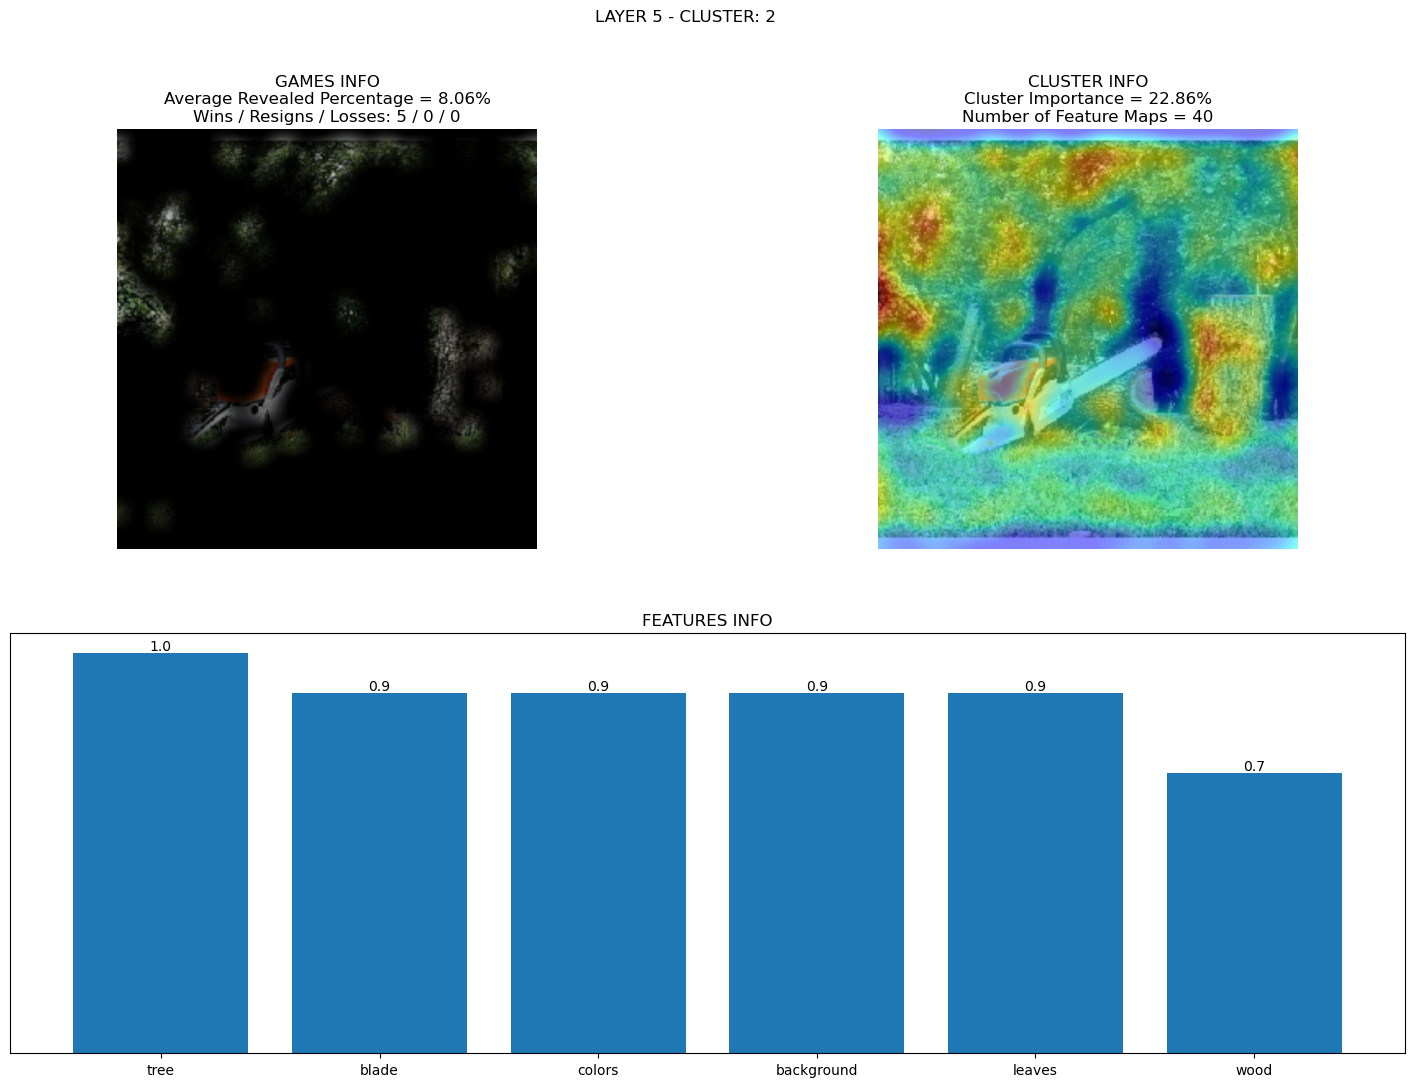 LAYER 5 - CLUSTER: 2
GAMES INFO
Average Revealed Percentage = 8.06%
Wins / Resigns / Losses: 5 / 0 / 0
CLUSTER INFO
Cluster Importance = 22.86%
Number of Feature Maps = 40
FEATURES INFO
1.0
0.9
0.9
0.9
0.9
0.7
tree
blade
colors
background
leaves
wood